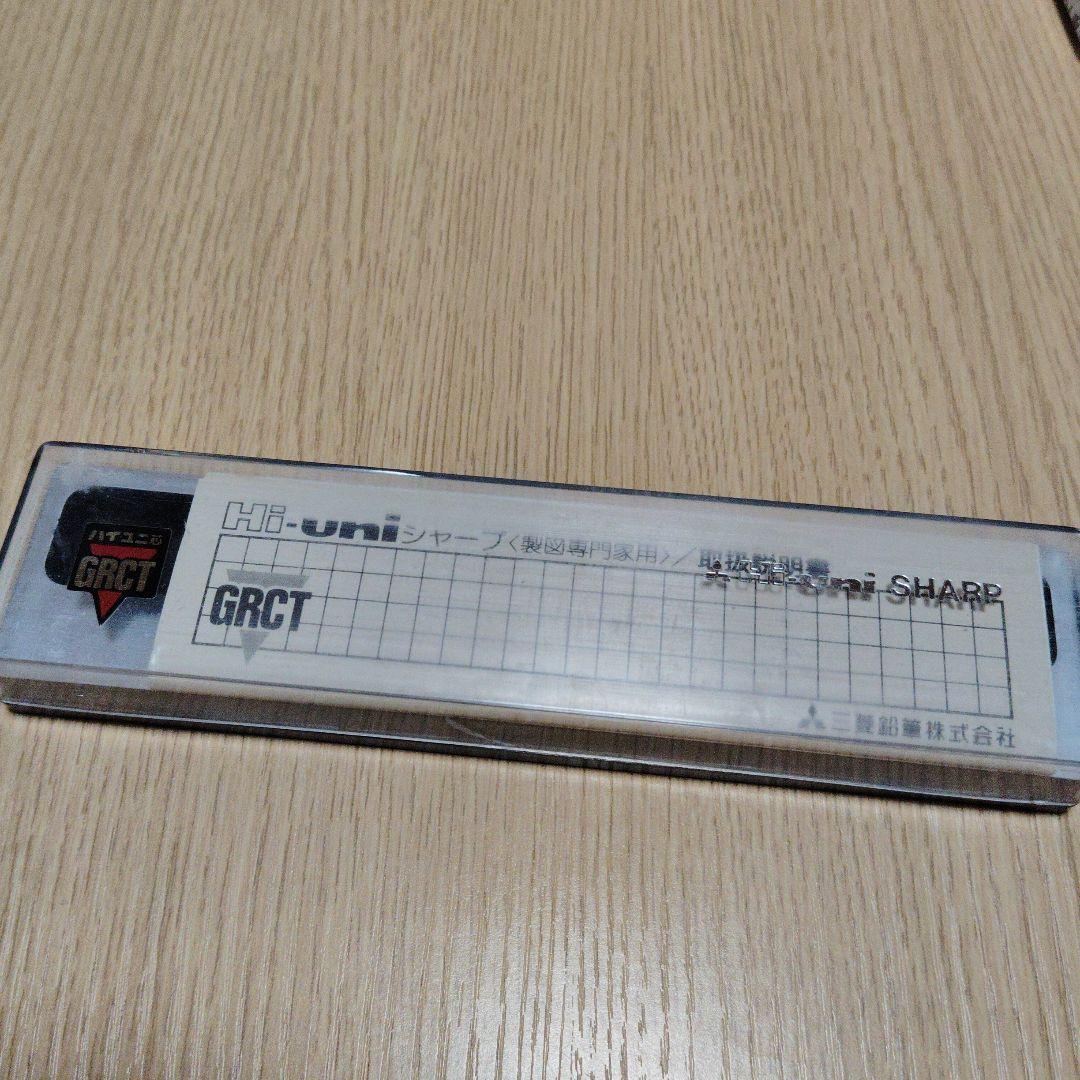 ハイユニ芯
GRCT
Hi-uniシャープ〈製図専門家用〉／取扱説明書
Hi-uni SHARP
GRCT
三菱鉛筆株式会社